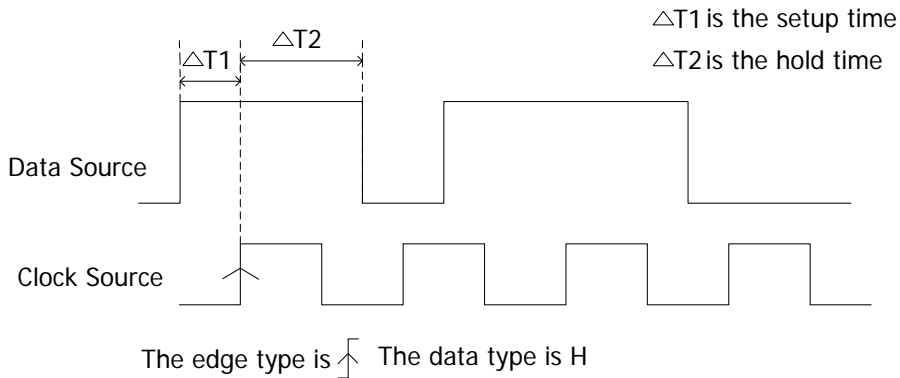 △T1 is the setup time
△T2 is the hold time
△T2
△T1
Data Source
Clock Source
The edge type is The data type is H